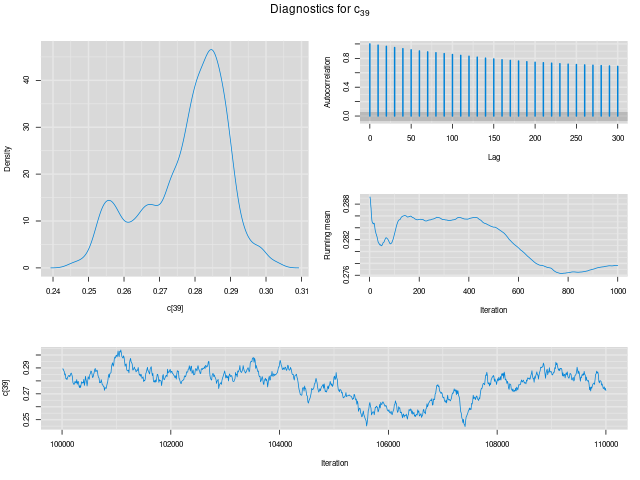 Diagnostics for c39
Density
40
30
20
10
0
0.24 0.25 0.26 0.27 0.28 0.29 0.30 0.31
c[39]
Autocorrelation
0.8
0.4
0.0
0 50 100 150 200 250 300
Lag
Running mean
0.288
0.282
0.276
0 200 400 600 800 1000
Iteration
c[39]
0.29
0.27
0.25
100000 102000 104000 106000 108000 110000
Iteration